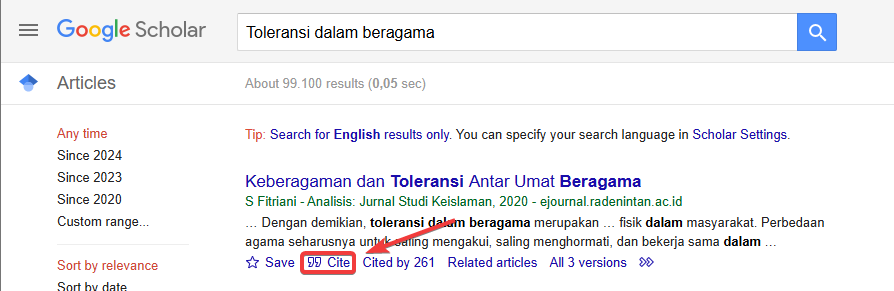 Google Scholar
Toleransi dalam beragama
Articles
About 99.100 results (0,05 sec)
Any time
Since 2024
Since 2023
Since 2020
Custom range...
Sort by relevance
Sort by date
Tip: Search for English results only. You can specify your search language in Scholar Settings.
Keberagaman dan Toleransi Antar Umat Beragama
S Fitriani - Analisis: Jurnal Studi Keislaman, 2020 - ejournal.radenintan.ac.id
... Dengan demikian, toleransi dalam beragama merupakan ... fisik dalam masyarakat. Perbedaan
agama seharusnya untuk saling mengakui, saling menghormati, dan bekerja sama dalam ...
Save Cite Cited by 261 Related articles All 3 versions